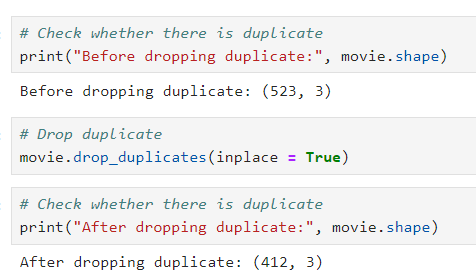 # Check whether there is duplicate
print("Before dropping duplicate:", movie.shape)
Before dropping duplicate: (523, 3)
# Drop duplicate
movie.drop_duplicates(inplace = True)
# Check whether there is duplicate
print("After dropping duplicate:", movie.shape)
After dropping duplicate: (412, 3)